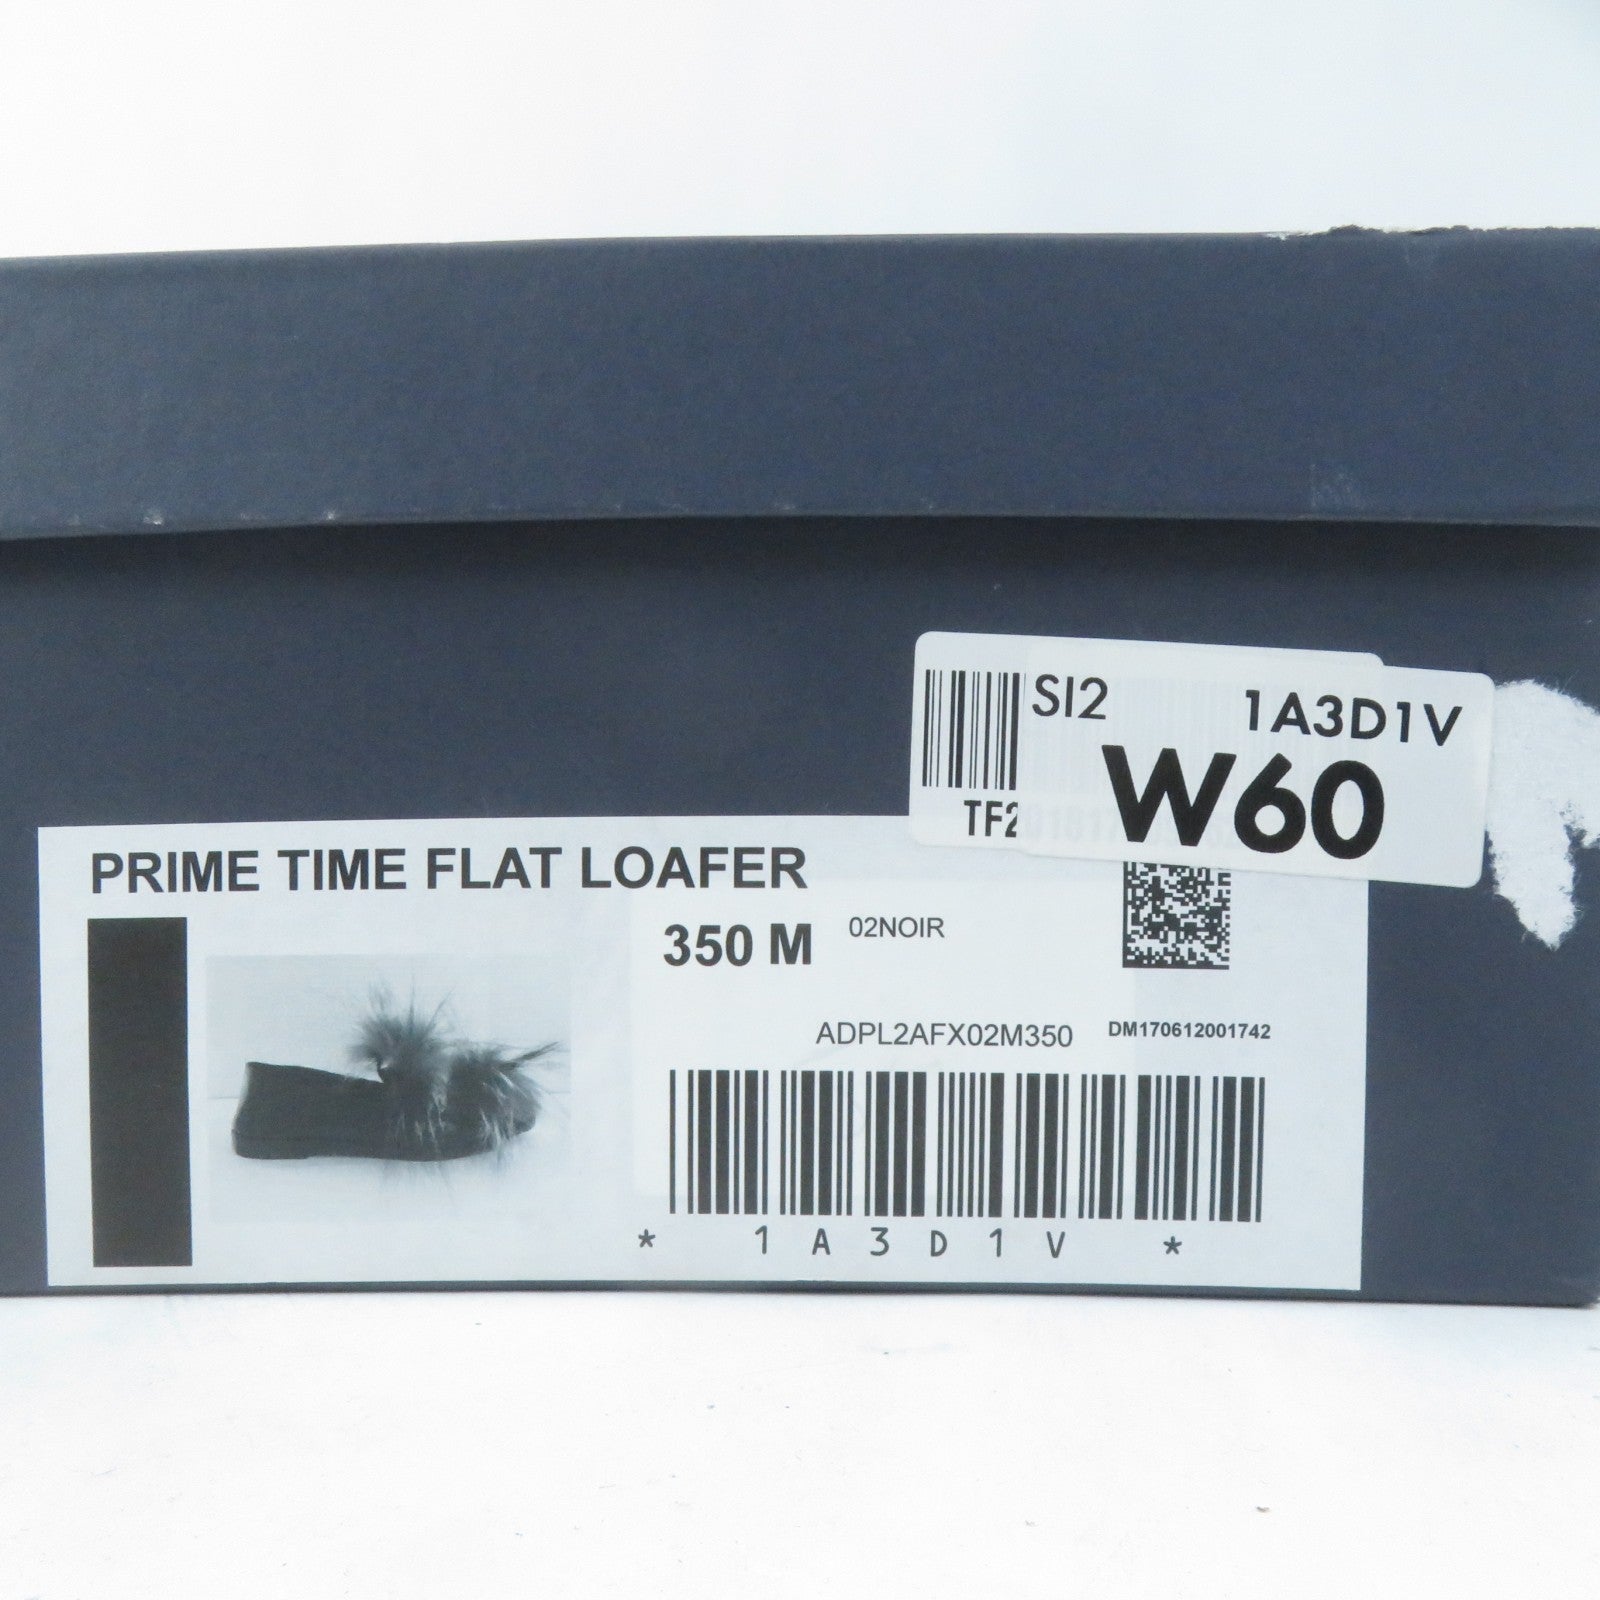 SI2 1A3D1V
W60
TF2
PRIME TIME FLAT LOAFER
350 M 02NOIR
ADPL2AFX02M350 DM170612001742
* 1A3D1V *